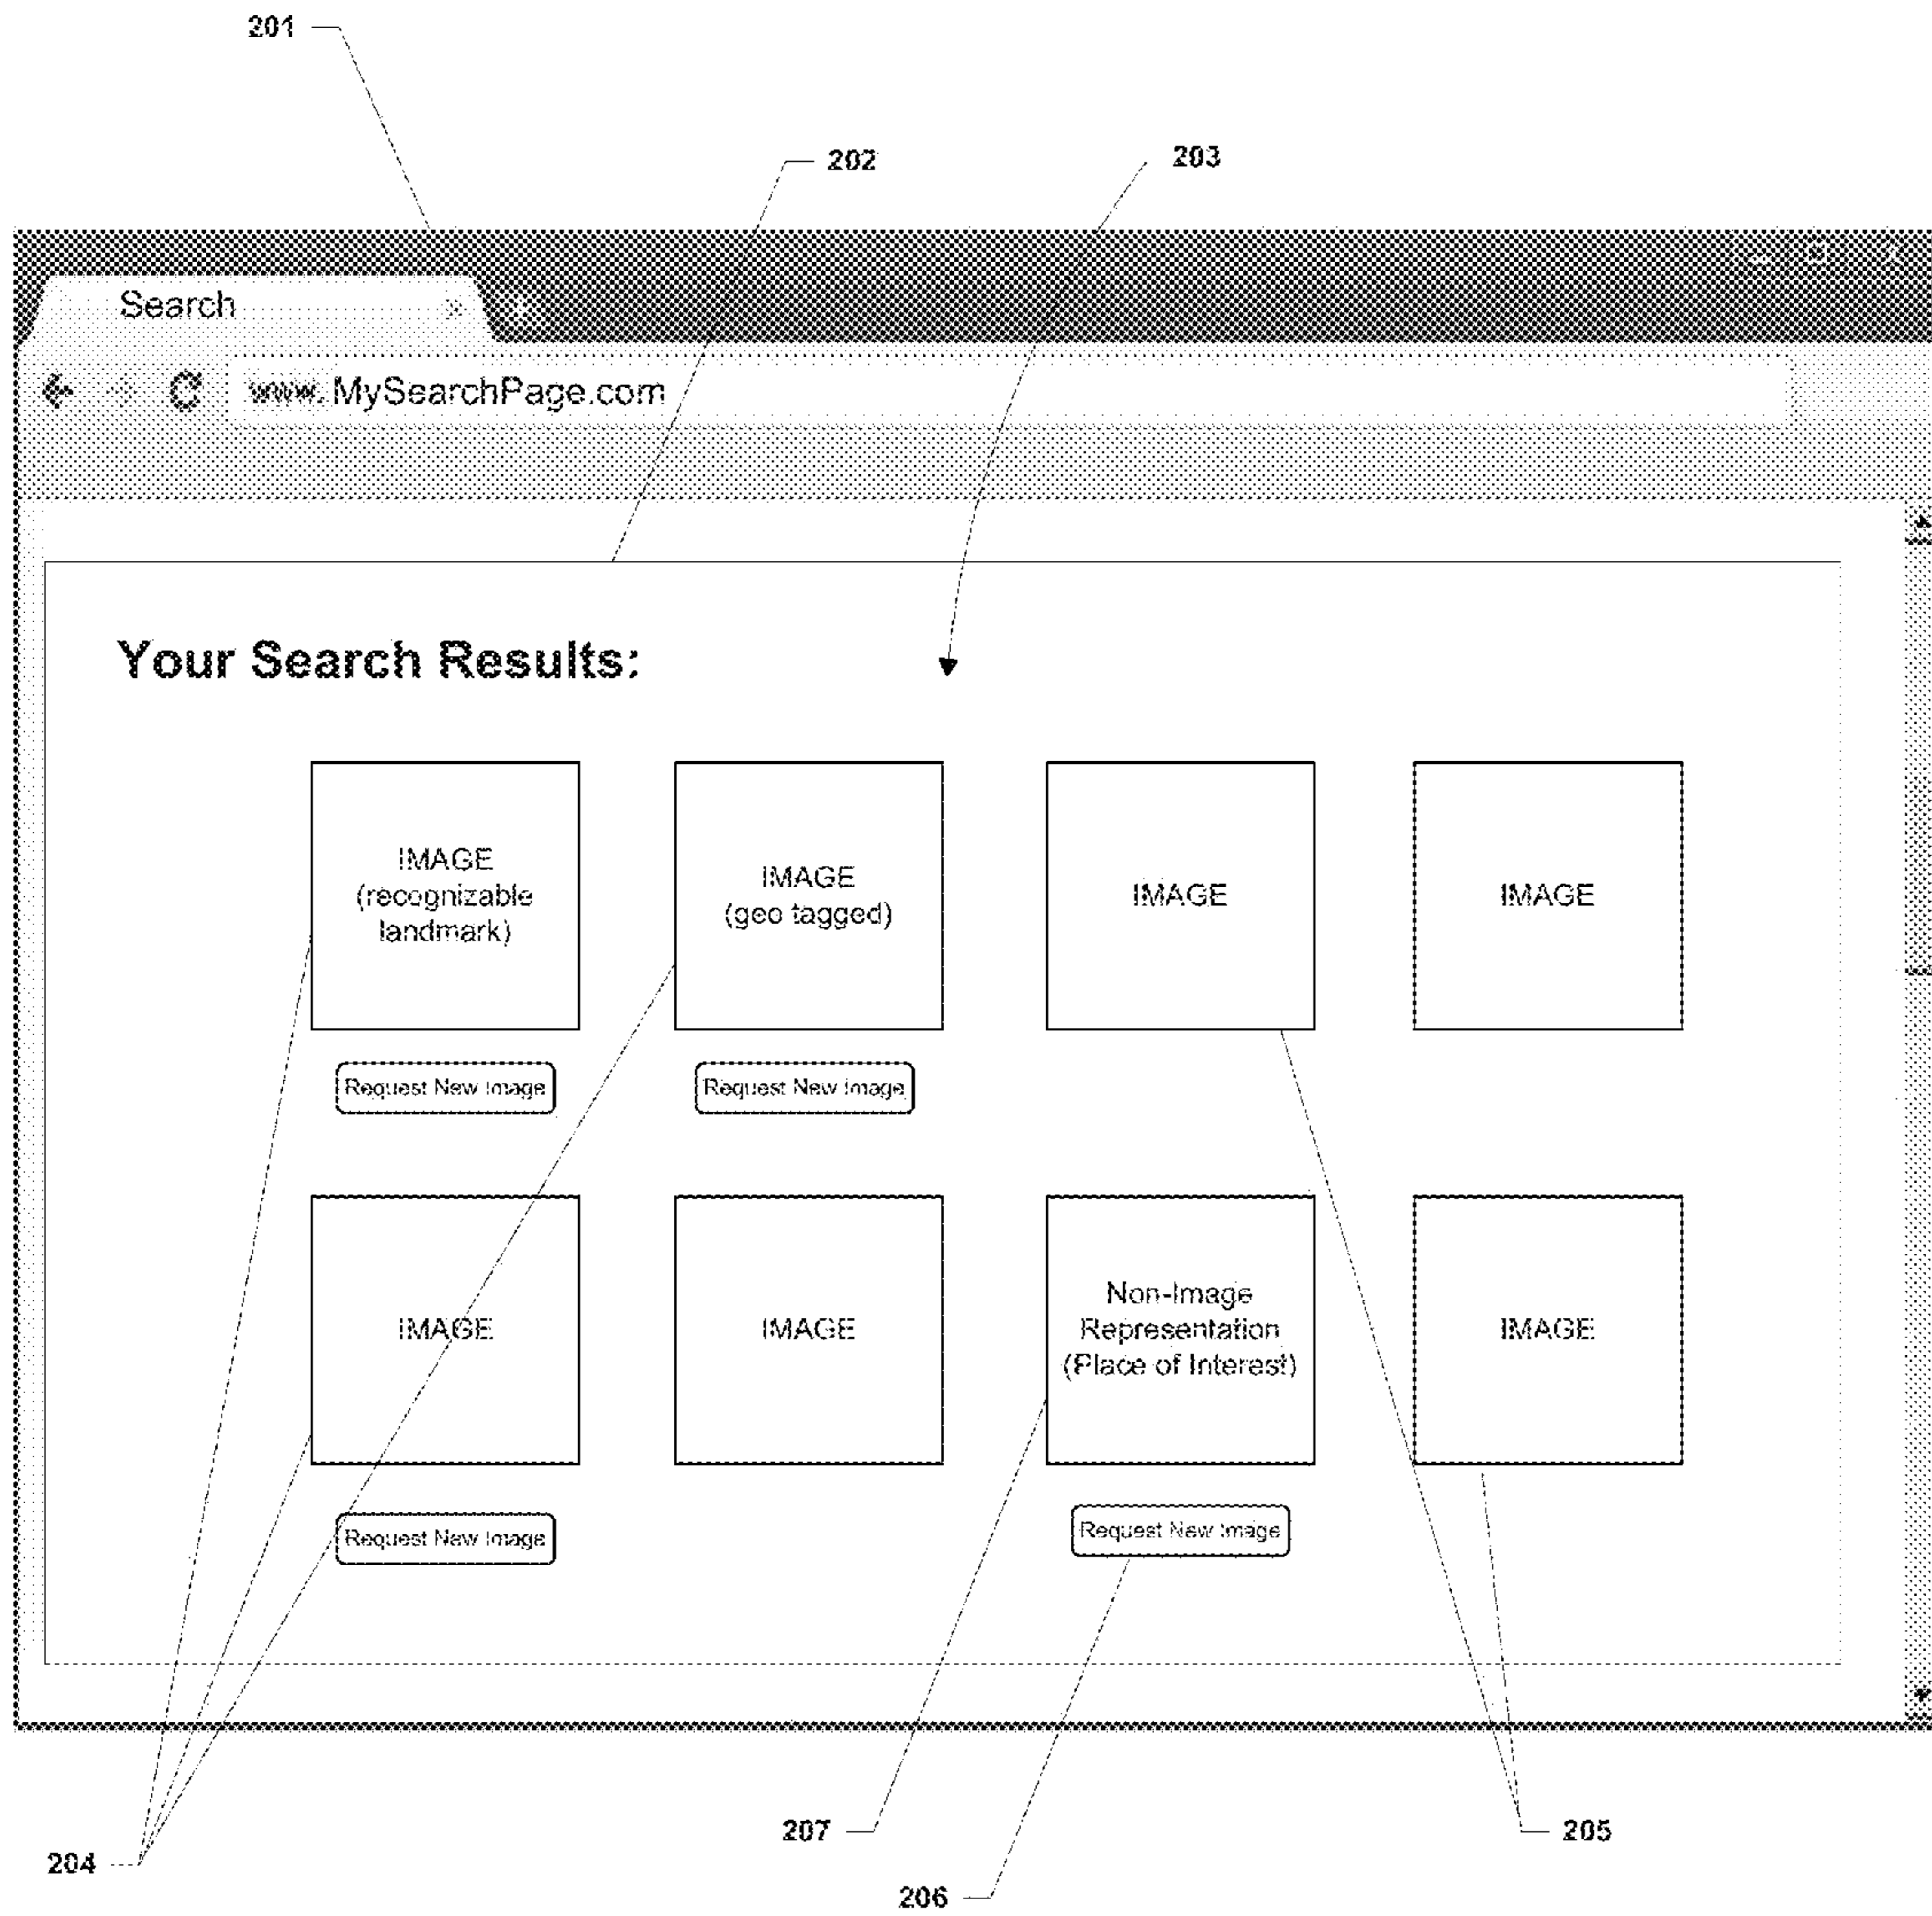 201
202
203
Search
www.MySearchPage.com
Your Search Results:
IMAGE
(recognizable
landmark)
IMAGE
(geo tagged)
IMAGE
IMAGE
Request New Image
Request New Image
IMAGE
IMAGE
Non-Image
Representation
(Place of Interest)
IMAGE
Request New Image
Request New Image
207
205
204
206